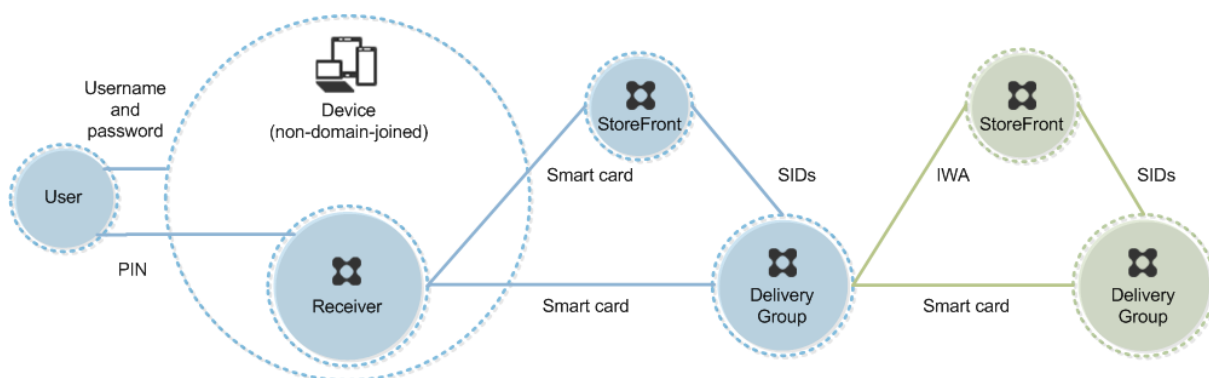 Username
and
password
User
PIN
Device
(non-domain-joined)
Receiver
StoreFront
Smart card
SIDs
Smart card
Delivery
Group
StoreFront
IWA
SIDs
Smart card
Delivery
Group